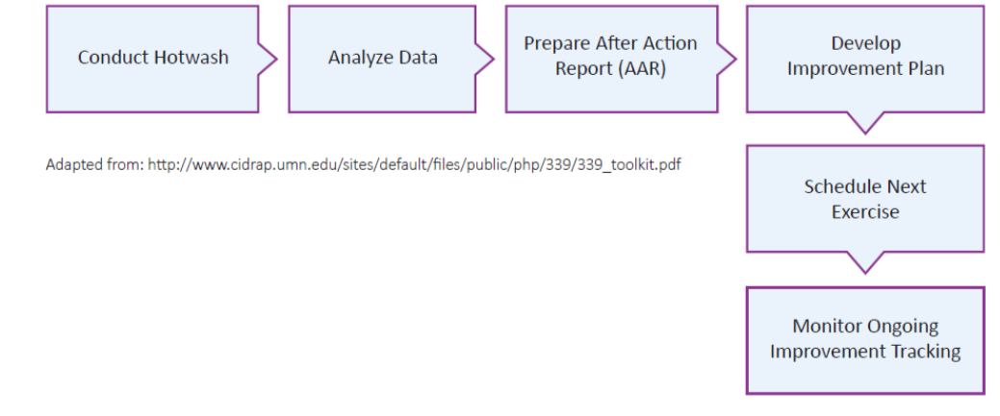 Conduct Hotwash
Analyze Data
Prepare After Action
Report (AAR)
Develop
Improvement Plan
Adapted from: http://www.cidrap.umn.edu/sites/default/files/public/php/339/339_toolkit.pdf
Schedule Next
Exercise
Monitor Ongoing
Improvement Tracking